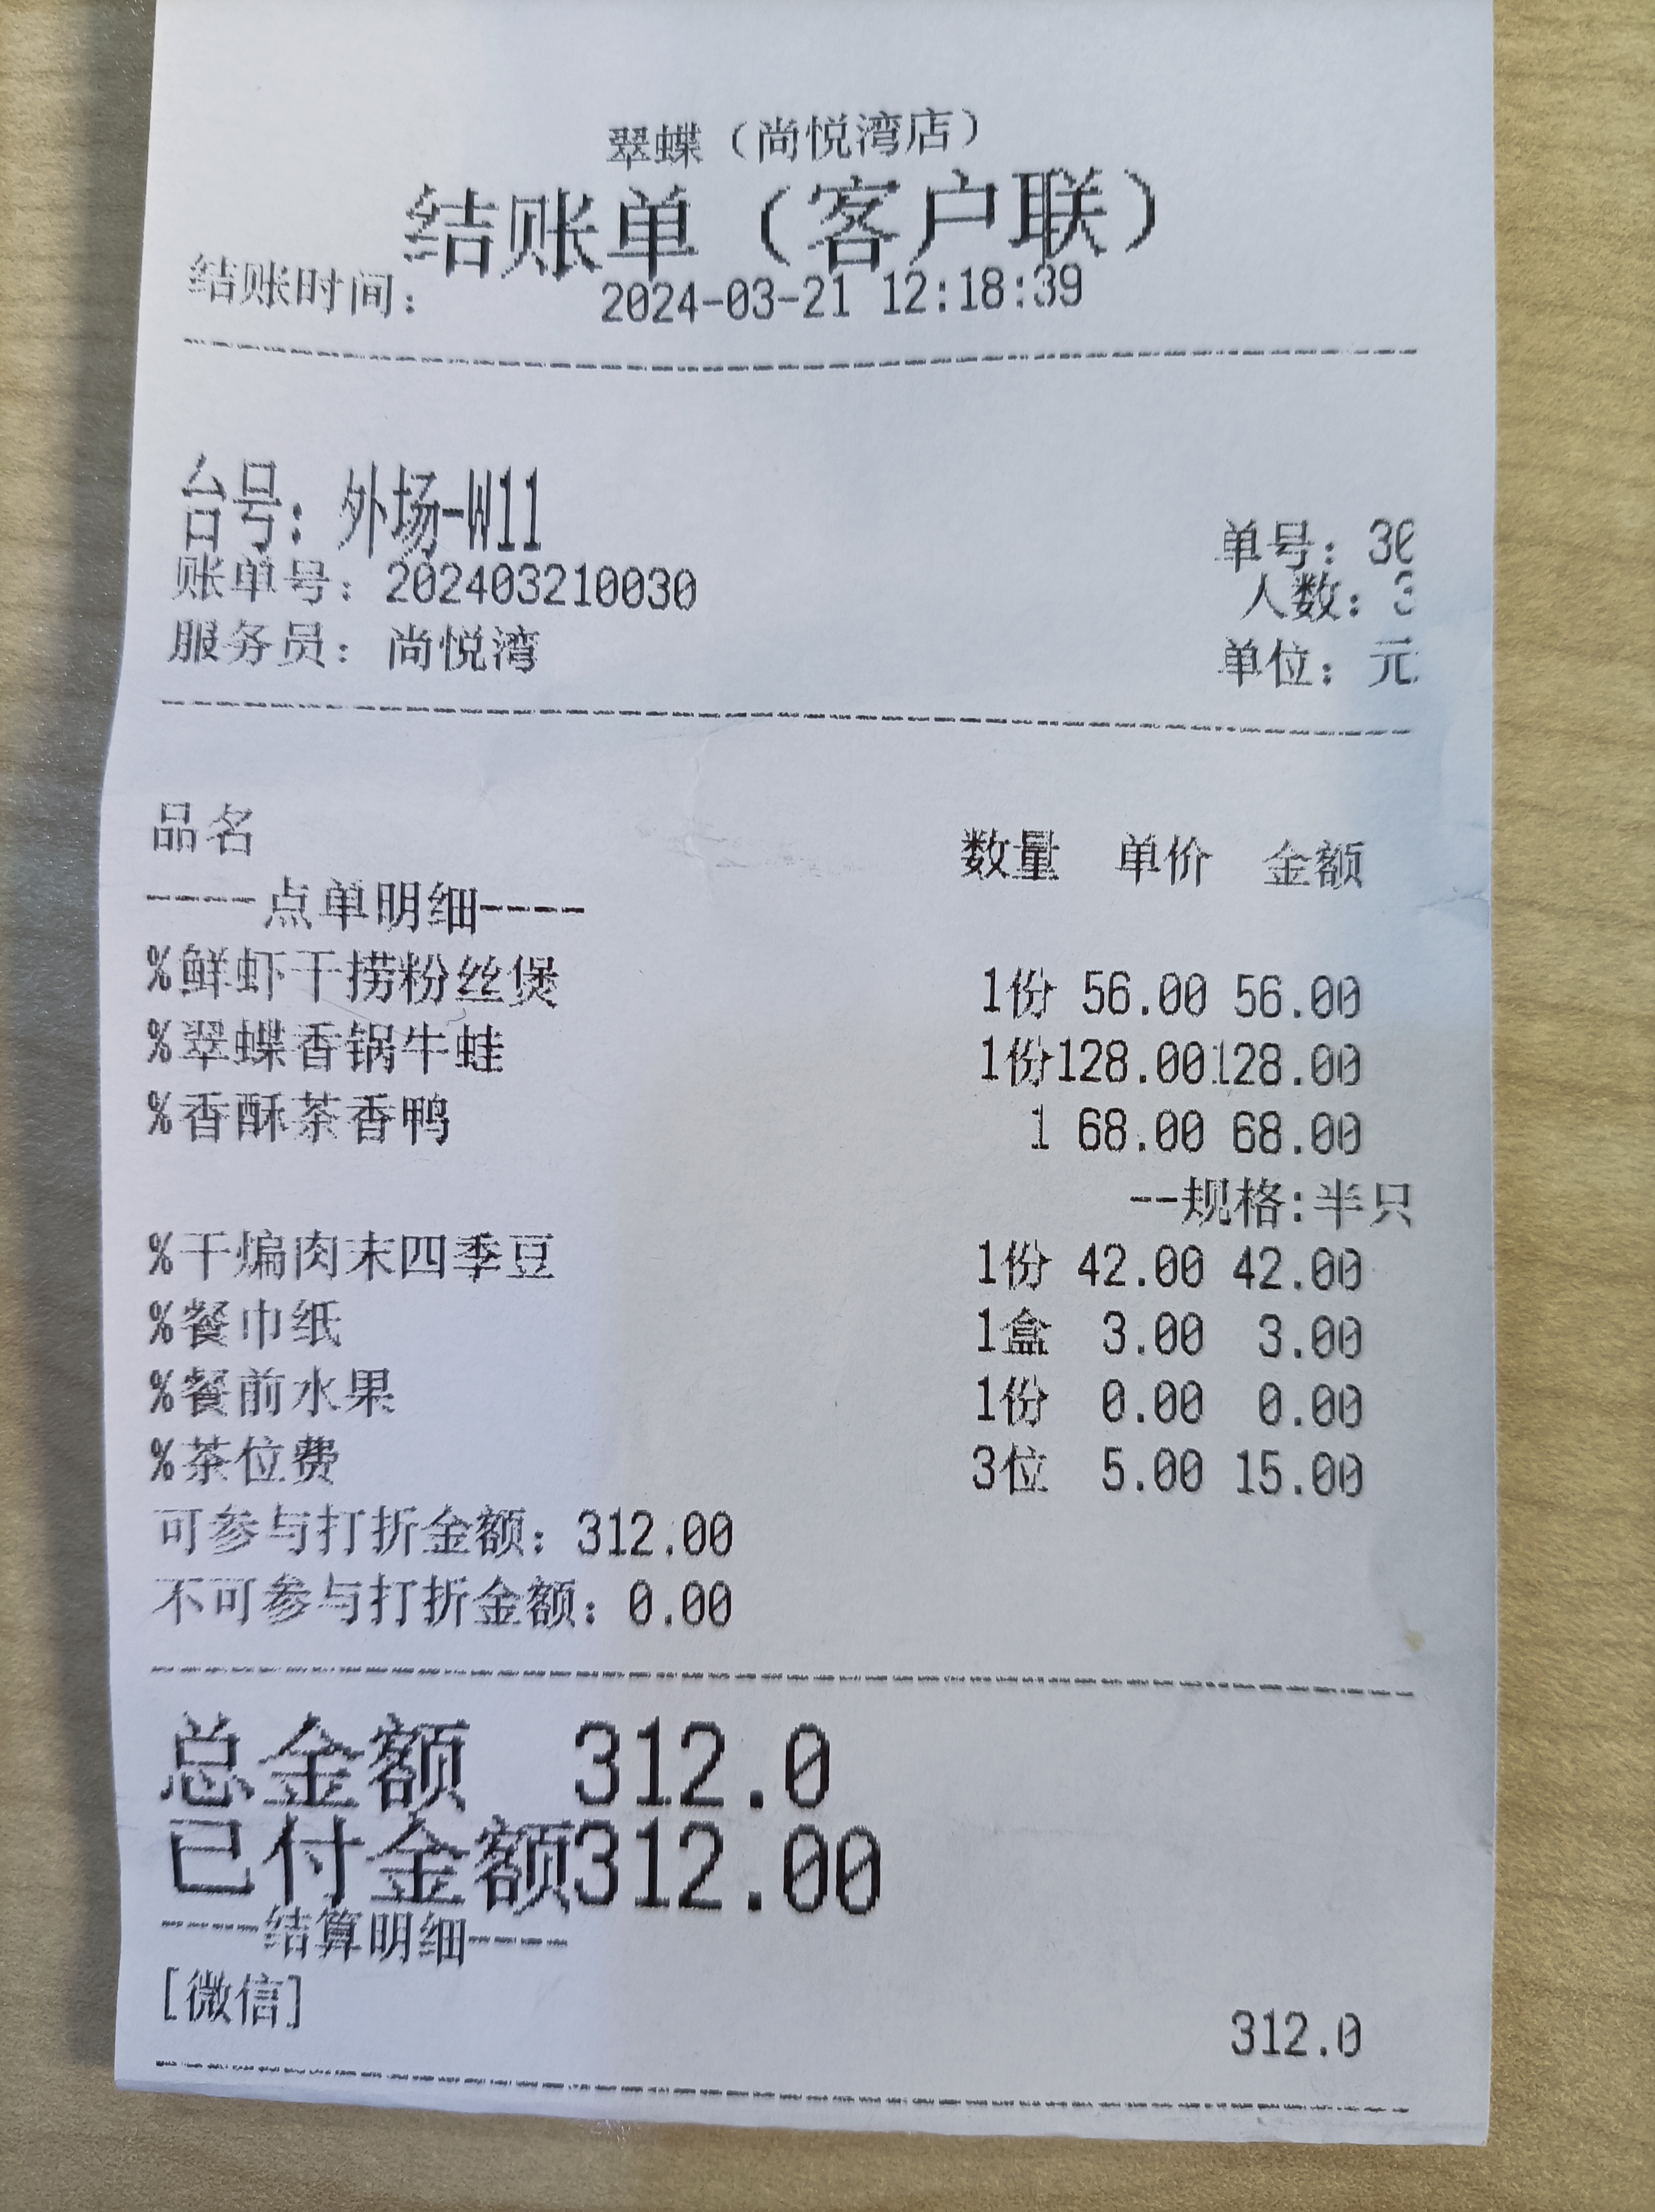 翠蝶（尚悦湾店）
结账单（客户联）
结账时间： 2024-03-21 12:18:39
台号：外场-W11
单号：30
账单号：202403210030
人数：3
服务员：尚悦湾
单位：元
品名 数量 单价 金额
----点单明细----
%鲜虾干捞粉丝煲 1份 56.00 56.00
%翠蝶香锅牛蛙 1份128.00128.00
%香酥茶香鸭 1 68.00 68.00
--规格:半只
%干煸肉末四季豆 1份 42.00 42.00
%餐巾纸 1盒 3.00 3.00
%餐前水果 1份 0.00 0.00
%茶位费 3位 5.00 15.00
可参与打折金额：312.00
不可参与打折金额：0.00
总金额 312.0
已付金额312.00
----结算明细----
[微信] 312.0